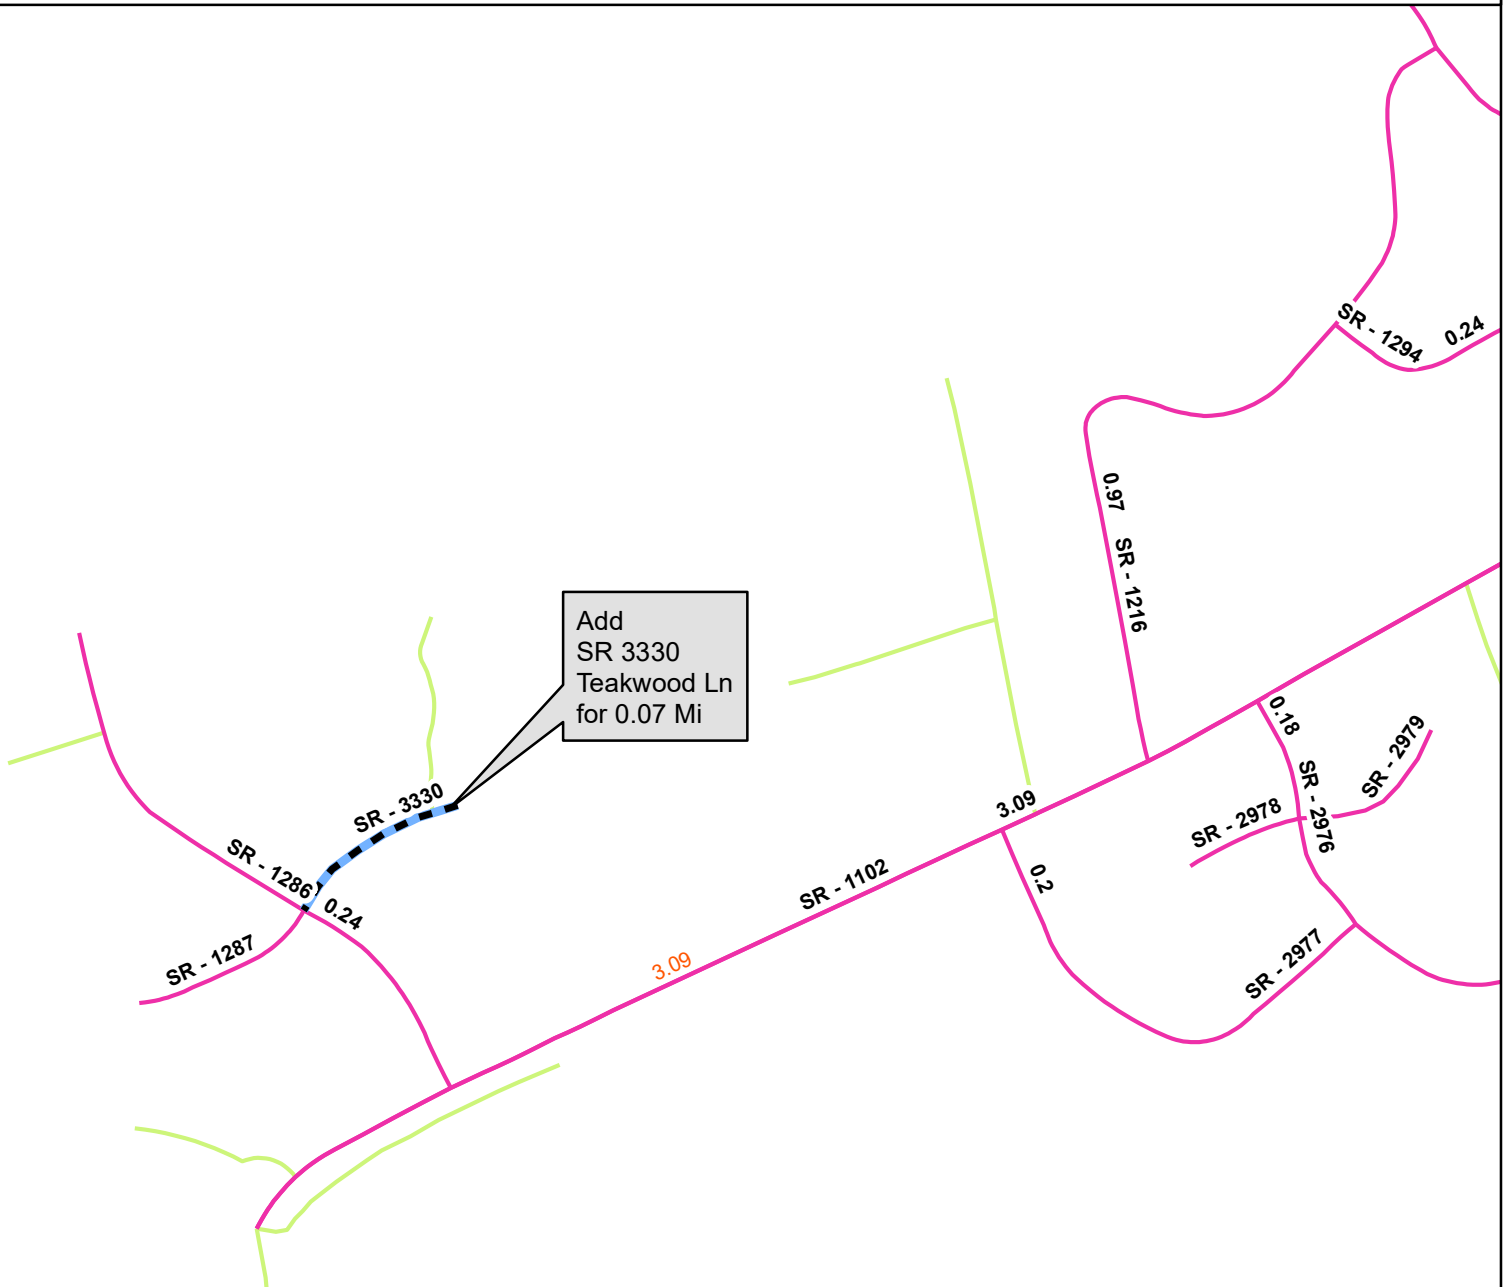 SR - 1294
0.24
0.97
SR - 1216
Add
SR 3330
Teakwood Ln
for 0.07 Mi
0.18
SR - 2979
SR - 2976
SR - 2978
SR - 3330
3.09
SR - 1286
0.24
SR - 1102
0.2
SR - 1287
3.09
SR - 2977